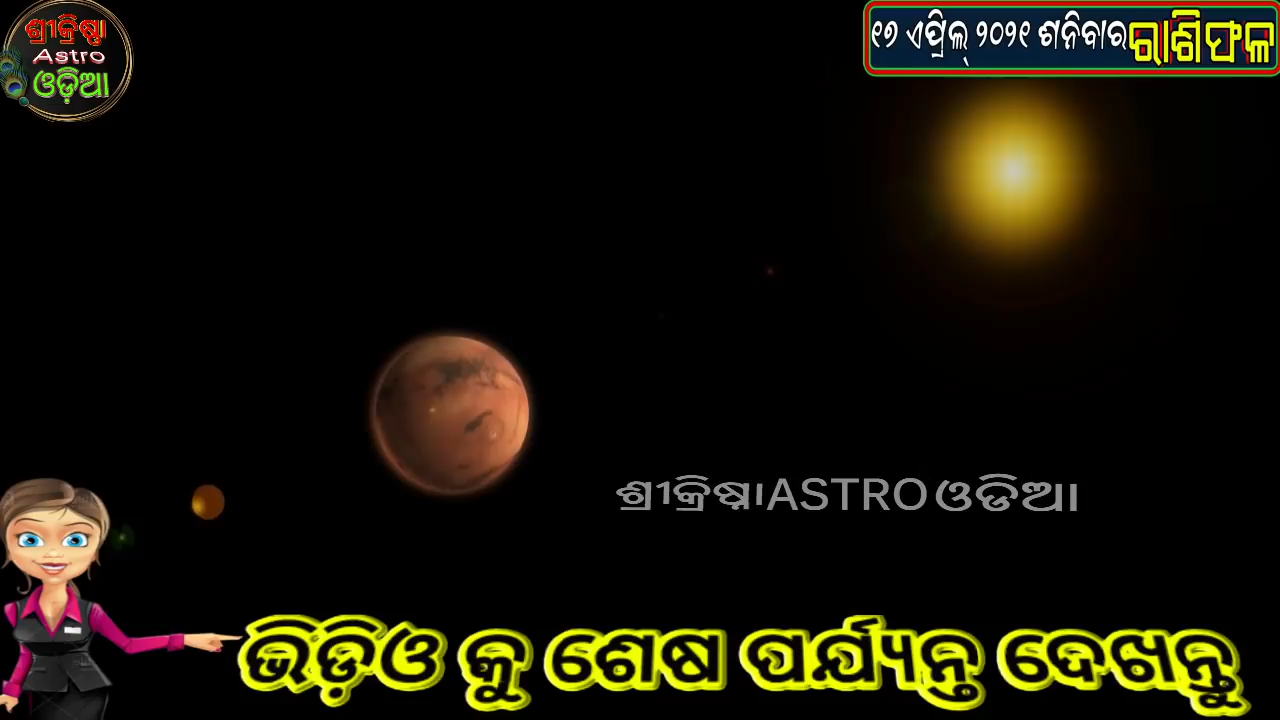 ଶ୍ରୀକ୍ରିଷ୍ନା
Astro
ଓଡ଼ିଆ
୧୭ ଏପ୍ରିଲ୍ ୨୦୨୧ ଶନିବାର ରାଶିଫଳ
ଶ୍ରୀକ୍ରିଷ୍ନା ASTRO ଓଡିଆ
ଭିଡ଼ିଓ କୁ ଶେଷ ପର୍ଯ୍ୟନ୍ତ ଦେଖନ୍ତୁ